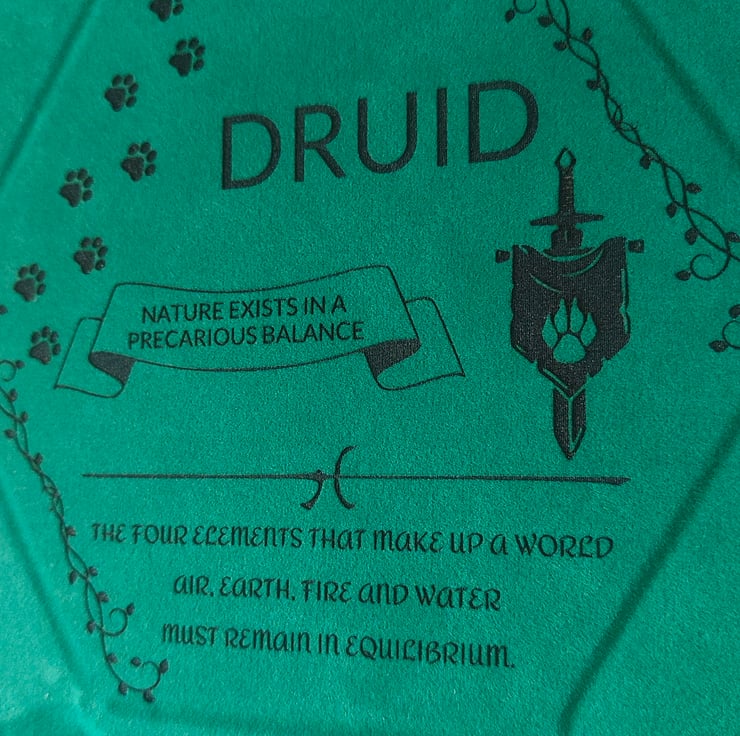 DRUID
NATURE EXISTS IN A
PRECARIOUS BALANCE
THE FOUR ELEMENTS THAT MAKE UP A WORLD
AIR, EARTH, FIRE AND WATER
MUST REMAIN IN EQUILIBRIUM.